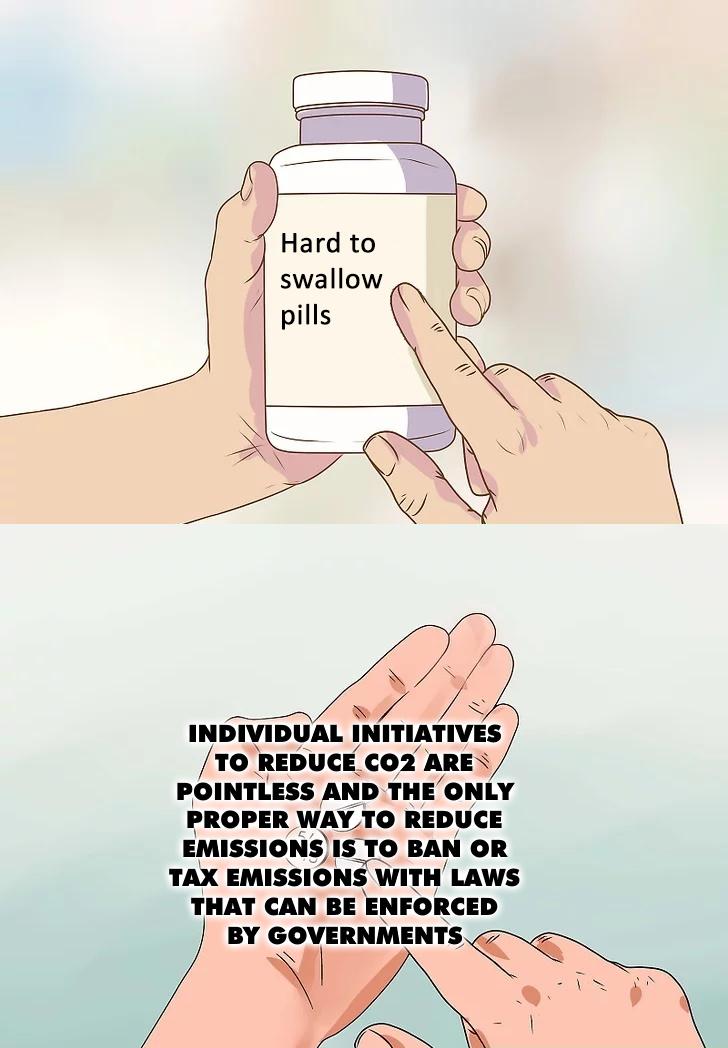 Hard to
swallow
pills
INDIVIDUAL INITIATIVES
TO REDUCE CO2 ARE
POINTLESS AND THE ONLY
PROPER WAY TO REDUCE
EMISSIONS IS TO BAN OR
TAX EMISSIONS WITH LAWS
THAT CAN BE ENFORCED
BY GOVERNMENTS